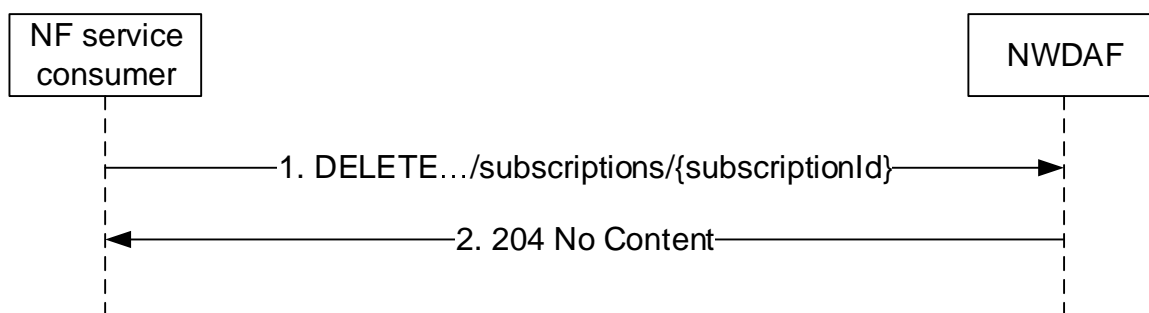 NF service
consumer
NWDAF
1. DELETE…/subscriptions/{subscriptionId}
2. 204 No Content